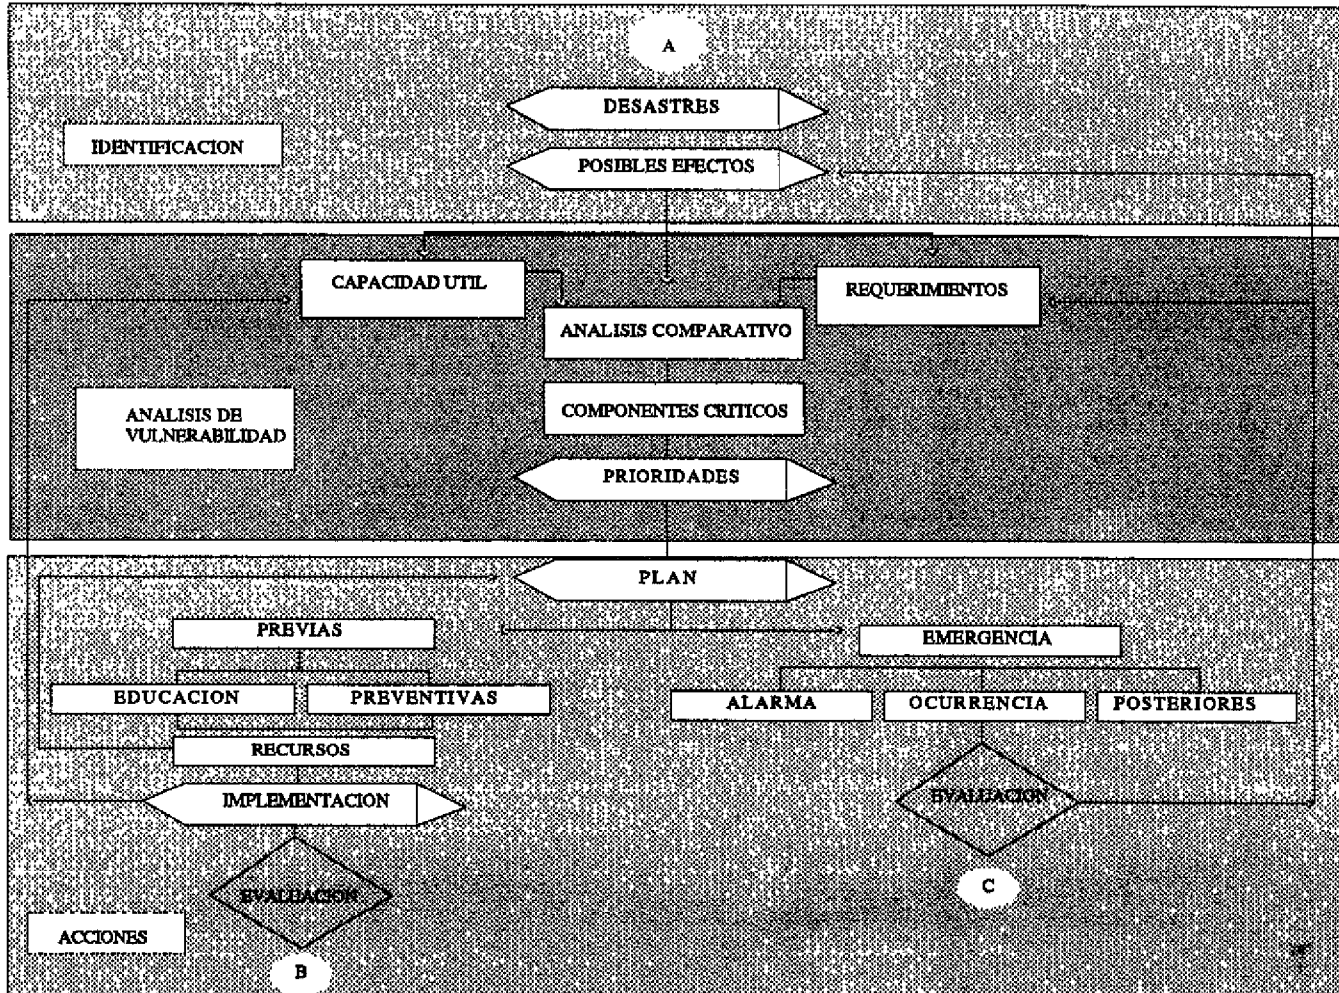 A
DESASTRES
IDENTIFICACION
POSIBLES EFECTOS
CAPACIDAD UTIL
REQUERIMIENTOS
ANALISIS COMPARATIVO
ANALISIS DE
VULNERABILIDAD
COMPONENTES CRITICOS
PRIORIDADES
PLAN
PREVIAS
EMERGENCIA
EDUCACION
PREVENTIVAS
ALARMA
OCURRENCIA
POSTERIORES
RECURSOS
IMPLEMENTACION
EVALUACION
EVALUACION
C
ACCIONES
B